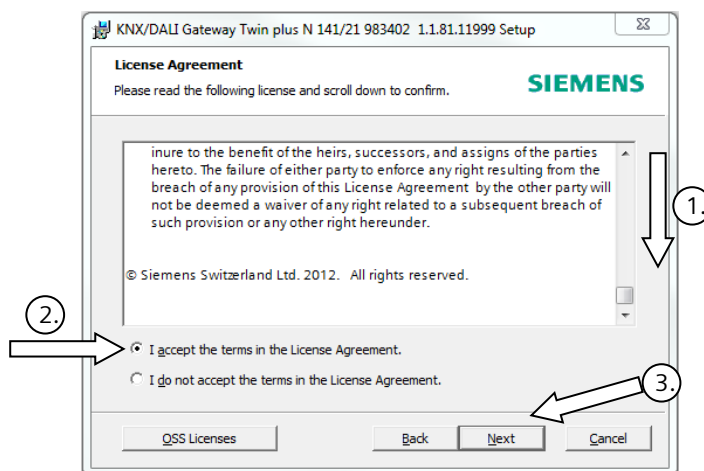 KNX/DALI Gateway Twin plus N 141/21 983402 1.1.81.11999 Setup
License Agreement
Please read the following license and scroll down to confirm.
SIEMENS
inure to the benefit of the heirs, successors, and assigns of the parties
hereto. The failure of either party to enforce any right resulting from the
breach of any provision of this License Agreement by the other party will
not be deemed a waiver of any right related to a subsequent breach of
such provision or any other right hereunder.
© Siemens Switzerland Ltd. 2012. All rights reserved.
1.
2.
I accept the terms in the License Agreement.
I do not accept the terms in the License Agreement.
3.
OSS Licenses
Back
Next
Cancel